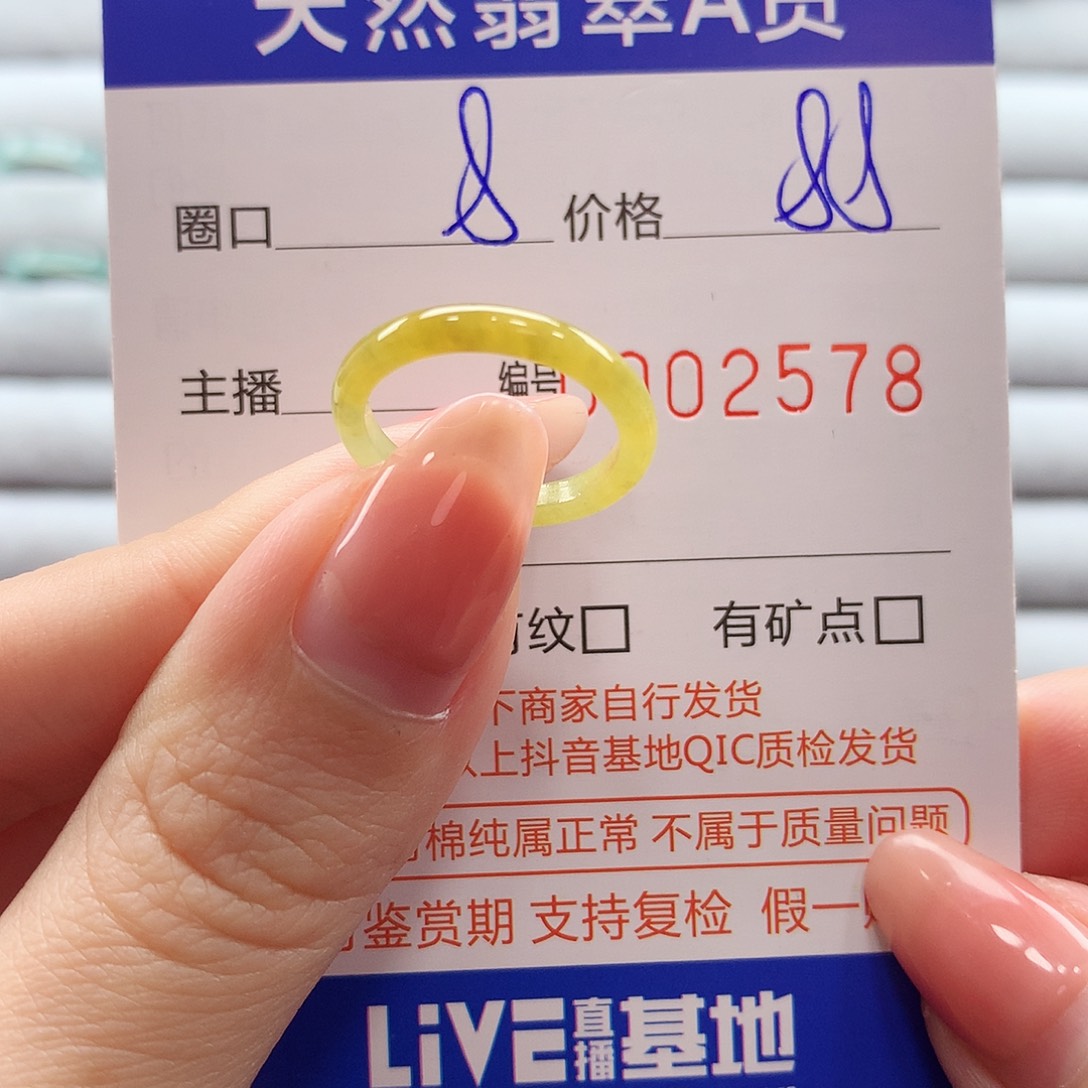 天然翡翠A货
圈口 8 价格
主播 编号 002578
纹□ 有矿点□
下商家自行发货
上抖音基地QIC质检发货
棉纯属正常 不属于质量问题
鉴赏期 支持复检 假一
LiVE直播基地